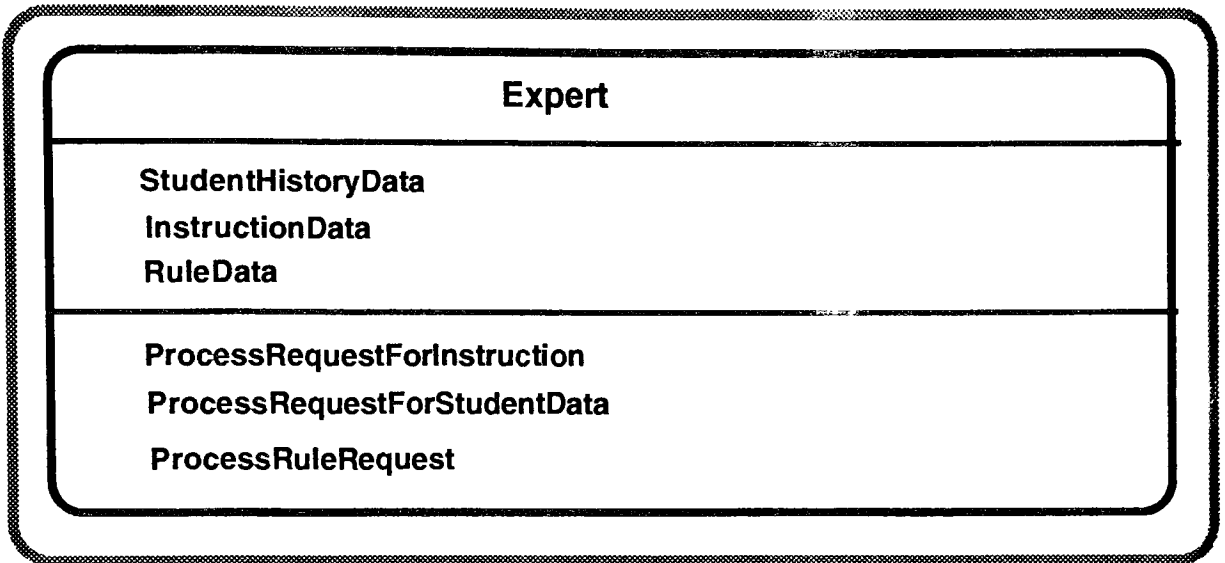 Expert
StudentHistoryData
InstructionData
RuleData
ProcessRequestForInstruction
ProcessRequestForStudentData
ProcessRuleRequest